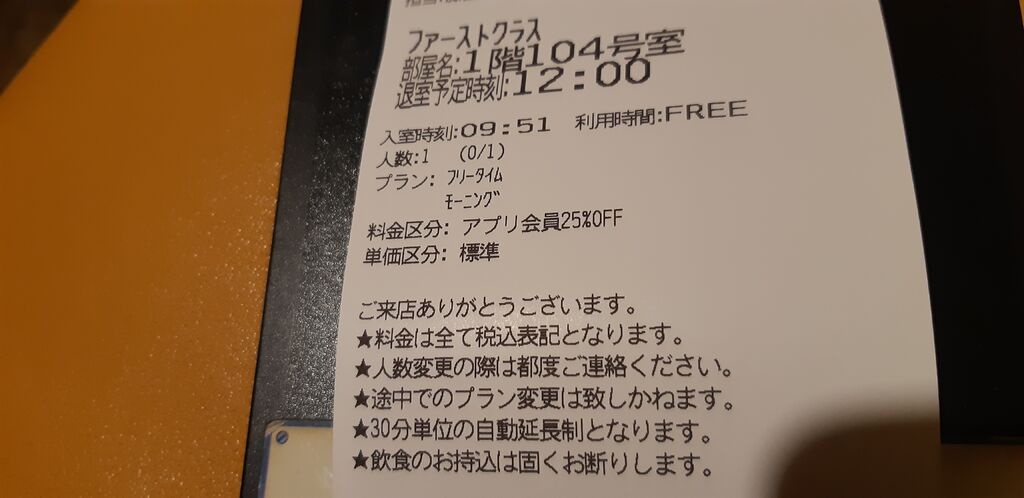 ファーストクラス
部屋名:1階104号室
退室予定時刻:12:00
入室時刻:09:51 利用時間:FREE
人数:1 (0/1)
プラン: ﾌﾘｰﾀｲﾑ
ﾓｰﾆﾝｸﾞ
料金区分: アプリ会員25%OFF
単価区分: 標準
ご来店ありがとうございます。
★料金は全て税込表記となります。
★人数変更の際は都度ご連絡ください。
★途中でのプラン変更は致しかねます。
★30分単位の自動延長制となります。
★飲食のお持込は固くお断りします。